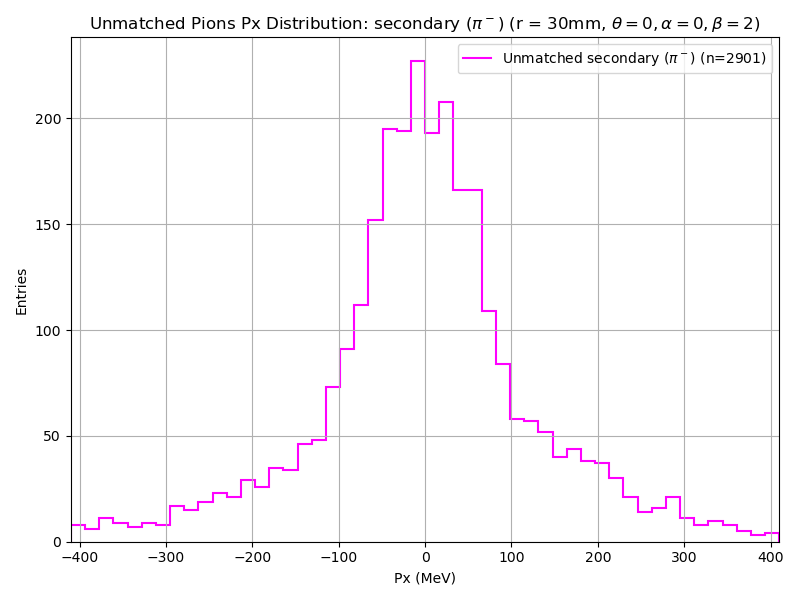 Unmatched Pions Px Distribution: secondary (π⁻) (r = 30mm, θ = 0, α = 0, β = 2)
Unmatched secondary (π⁻) (n=2901)
Entries
200
150
100
50
0
−400 −300 −200 −100 0 100 200 300 400
Px (MeV)